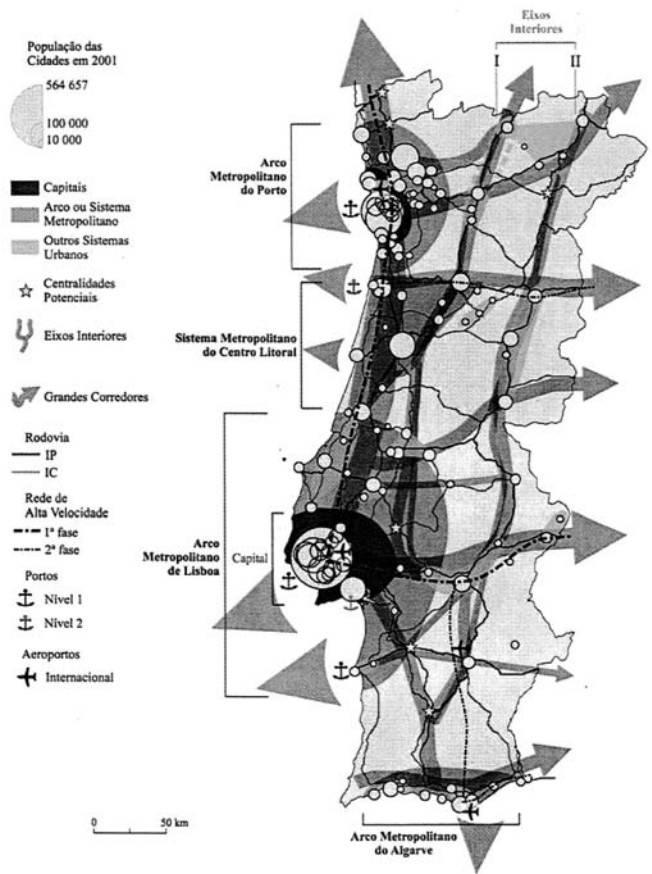 População das
Cidades em 2001
564 657
100 000
10 000
Capitais
Arco ou Sistema
Metropolitano
Outros Sistemas
Urbanos
Centralidades
Potenciais
Eixos Interiores
Grandes Corredores
Rodovia
IP
IC
Rede de
Alta Velocidade
1ª fase
2ª fase
Portos
Nível 1
Nível 2
Aeroportos
Internacional
0
50 km
Eixos
Interiores
I
II
Arco
Metropolitano
do Porto
Sistema Metropolitano
do Centro Litoral
Arco
Metropolitano
de Lisboa
Capital
Arco Metropolitano
do Algarve